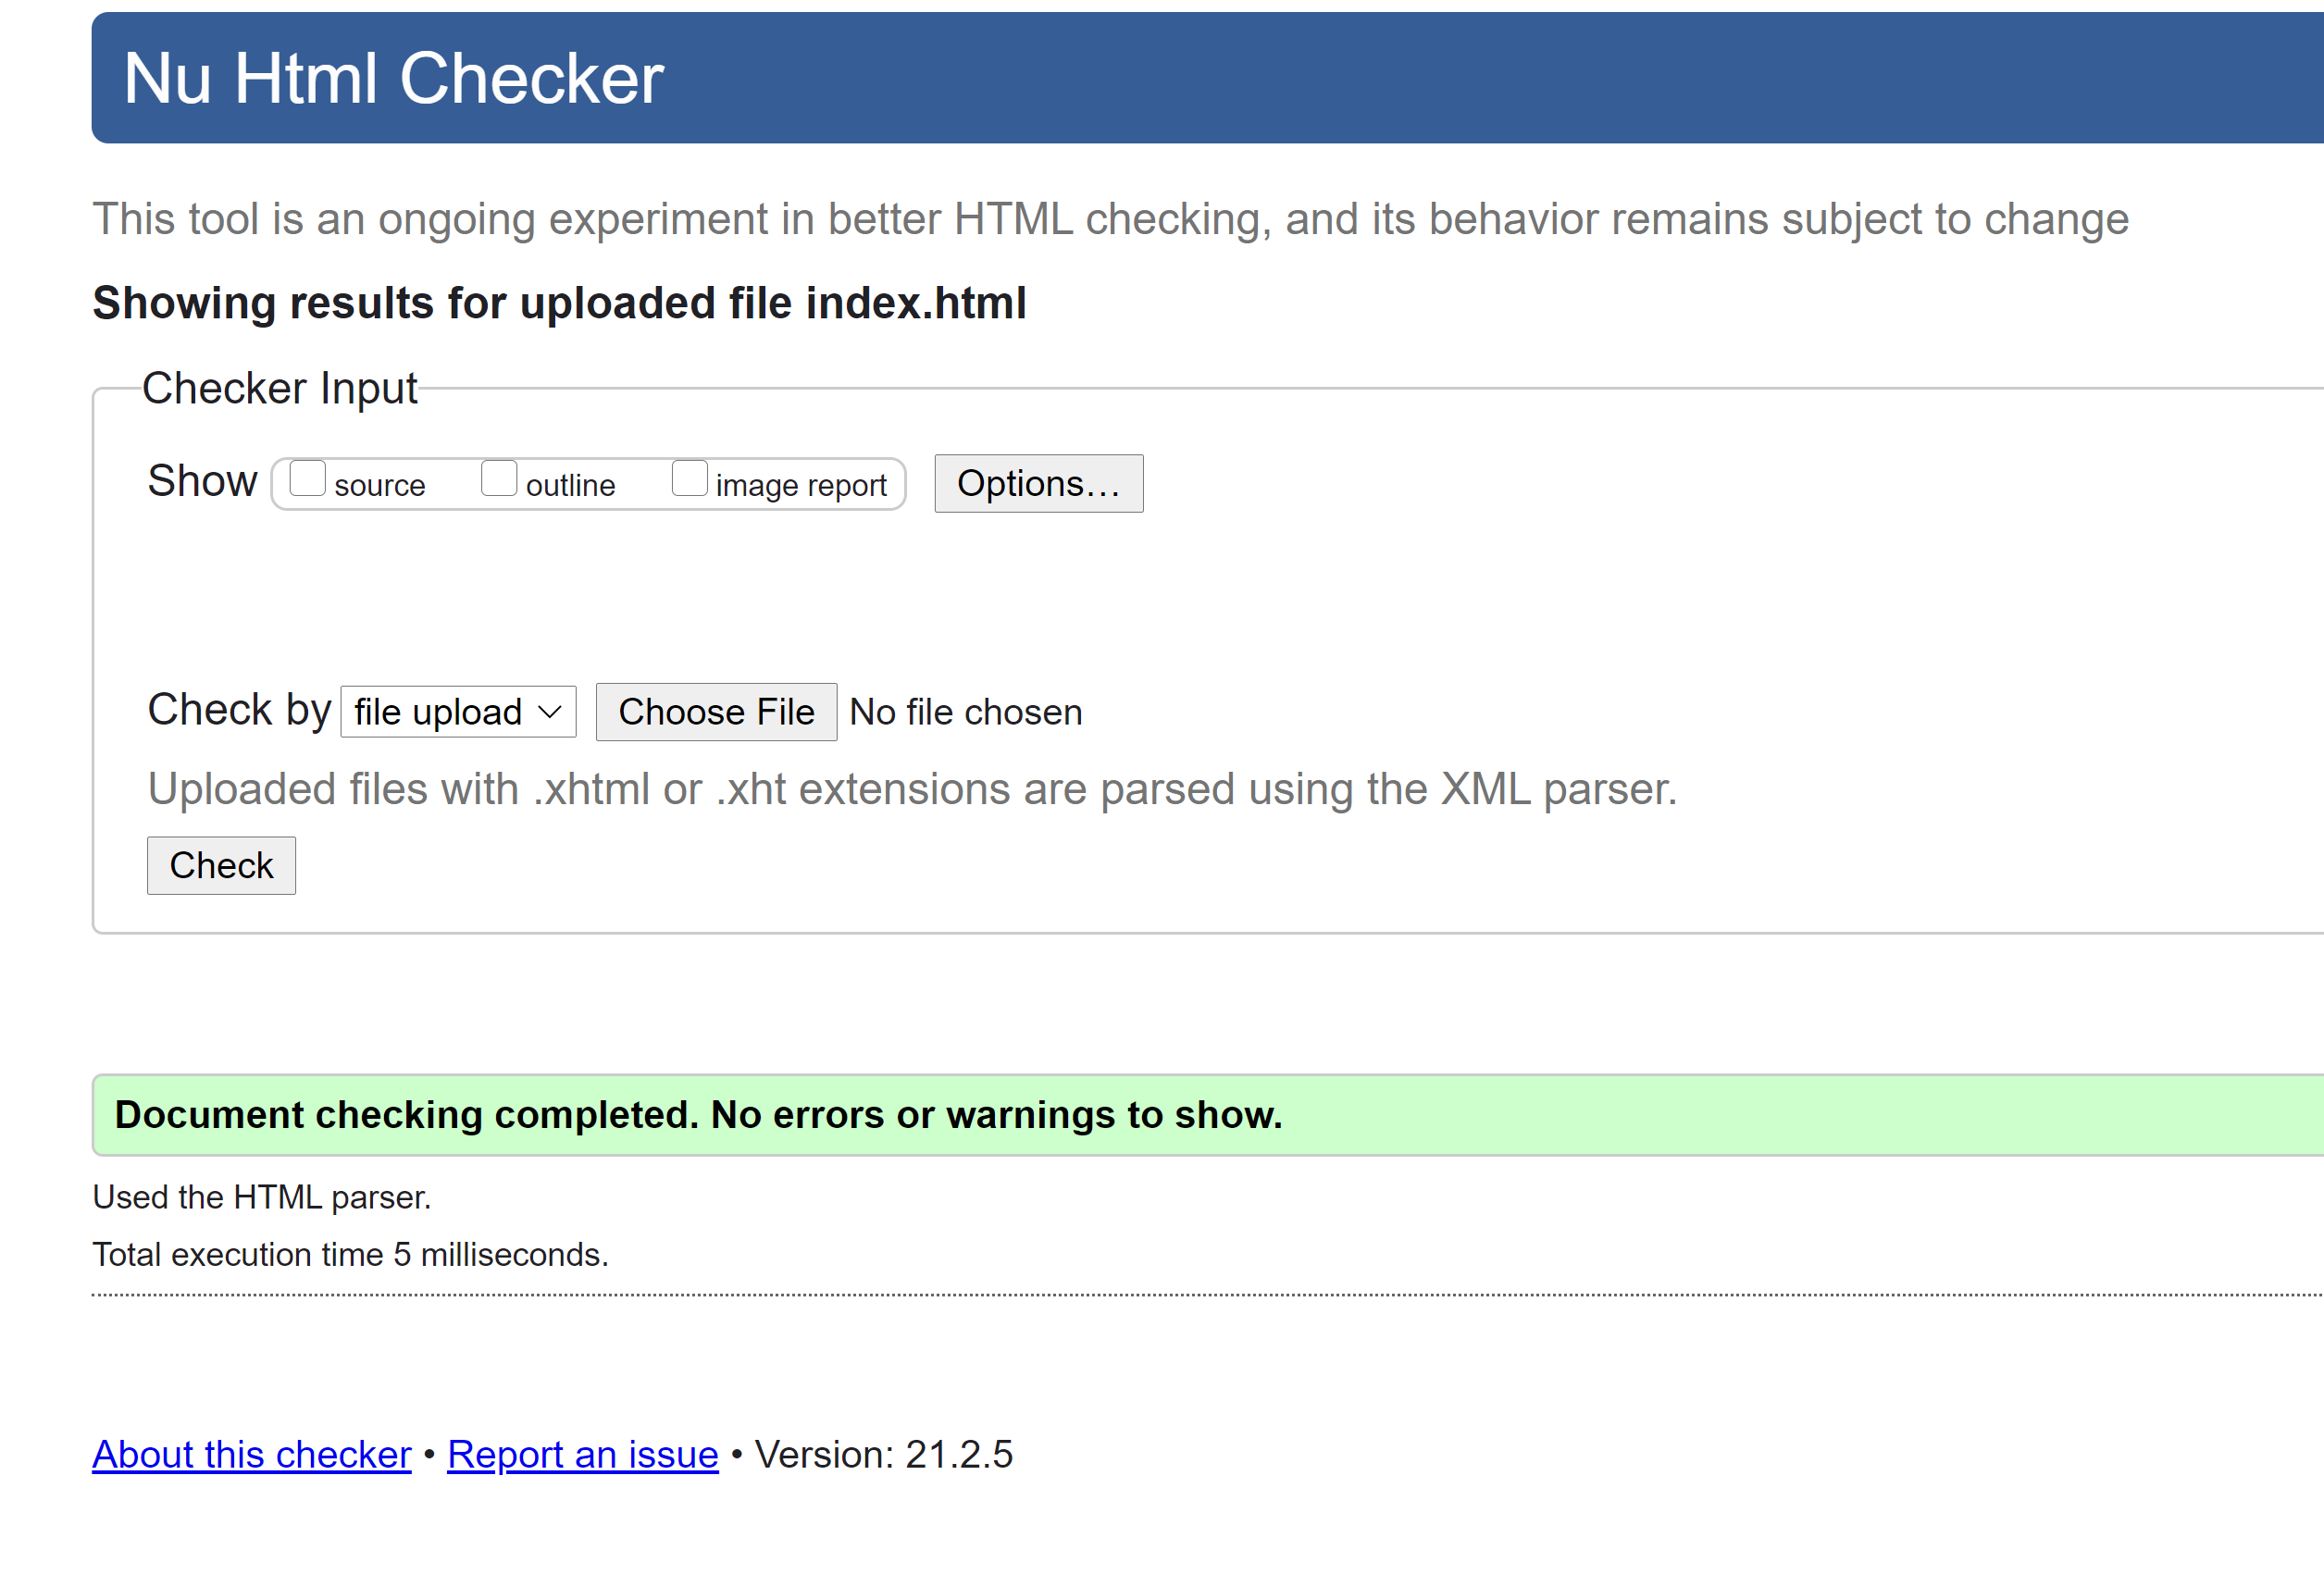 Nu Html Checker
This tool is an ongoing experiment in better HTML checking, and its behavior remains subject to change
Showing results for uploaded file index.html
Checker Input
Show source outline image report Options…
Check by file upload Choose File No file chosen
Uploaded files with .xhtml or .xht extensions are parsed using the XML parser.
Check
Document checking completed. No errors or warnings to show.
Used the HTML parser.
Total execution time 5 milliseconds.
About this checker • Report an issue • Version: 21.2.5